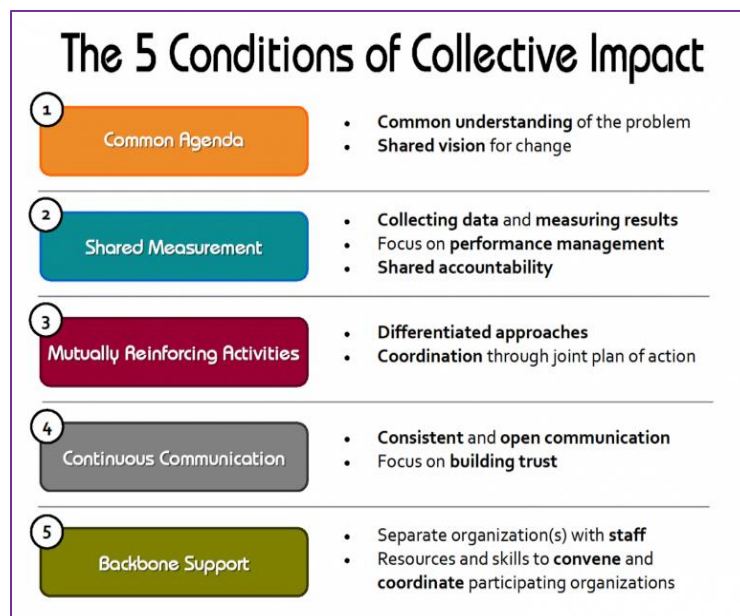 The 5 Conditions of Collective Impact
1
Common Agenda
• Common understanding of the problem
• Shared vision for change
2
Shared Measurement
• Collecting data and measuring results
• Focus on performance management
• Shared accountability
3
Mutually Reinforcing Activities
• Differentiated approaches
• Coordination through joint plan of action
4
Continuous Communication
• Consistent and open communication
• Focus on building trust
5
Backbone Support
• Separate organization(s) with staff
• Resources and skills to convene and
coordinate participating organizations